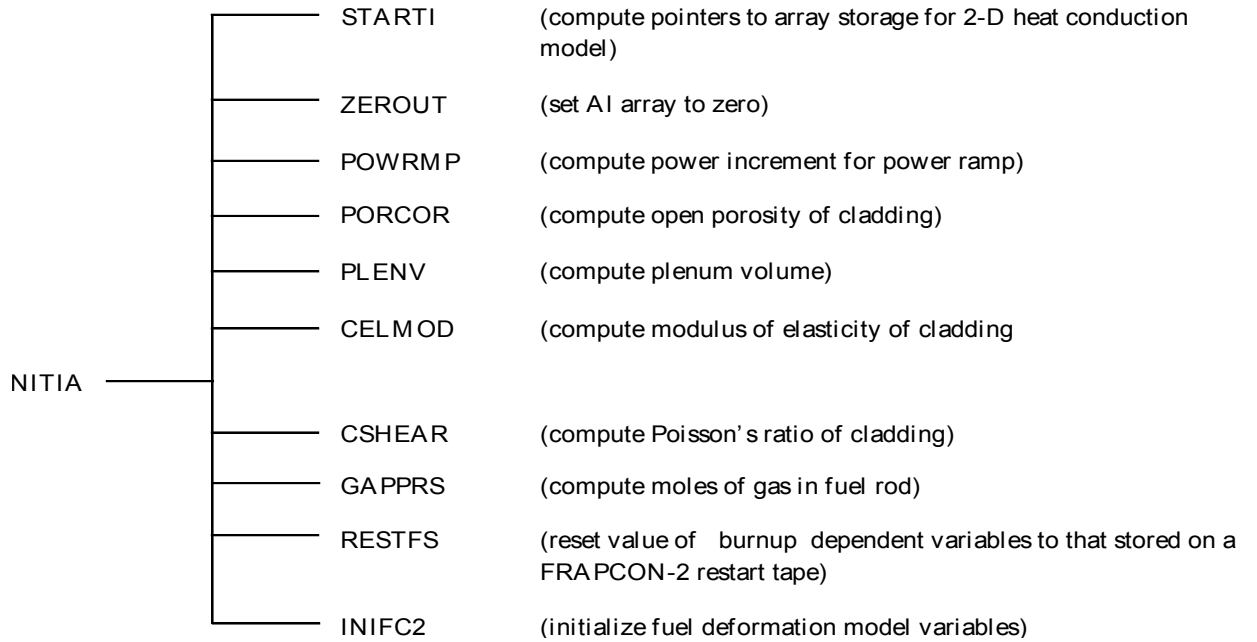 STARTI (compute pointers to array storage for 2-D heat conduction
model)
ZEROUT (set AI array to zero)
POWRMP (compute power increment for power ramp)
PORCOR (compute open porosity of cladding)
PLENV (compute plenum volume)
CELMOD (compute modulus of elasticity of cladding
NITIA
CSHEAR (compute Poisson's ratio of cladding)
GAPPRS (compute moles of gas in fuel rod)
RESTFS (reset value of burnup dependent variables to that stored on a
FRAPCON-2 restart tape)
INIFC2 (initialize fuel deformation model variables)